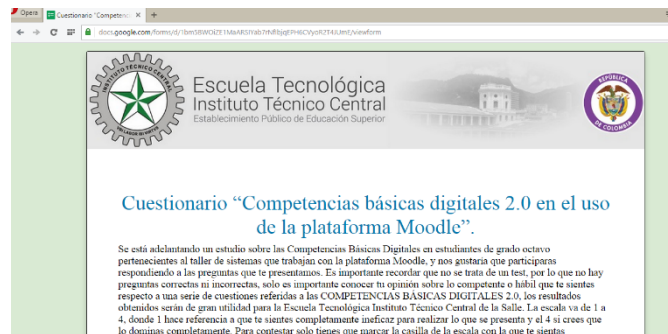 Opera
Cuestionario "Competenc
docs.google.com/forms/d/
/viewform
INSTITUTO TÉCNICO CENTRAL
Escuela Tecnológica
Instituto Técnico Central
Establecimiento Público de Educación Superior
REPÚBLICA
DE COLOMBIA
Cuestionario “Competencias básicas digitales 2.0 en el uso
de la plataforma Moodle”.
Se está adelantando un estudio sobre las Competencias Básicas Digitales en estudiantes de grado octavo
pertenecientes al taller de sistemas que trabajan con la plataforma Moodle, y nos gustaria que participaras
respondiendo a las preguntas que te presentamos. Es importante recordar que no se trata de un test, por lo que no hay
preguntas correctas ni incorrectas, solo es importante conocer tu opinión sobre lo competente o hábil que te sientes
respecto a una serie de cuestiones referidas a las COMPETENCIAS BÁSICAS DIGITALES 2.0, los resultados
obtenidos serán de gran utilidad para la Escuela Tecnológica Instituto Técnico Central de la Salle. La escala va de 1 a
4, donde 1 hace referencia a que te sientes completamente ineficaz para realizar lo que se presenta y el 4 si crees que
lo dominas completamente. Para contestar solo tienes que marcar la casilla de la escala con la que te sientas